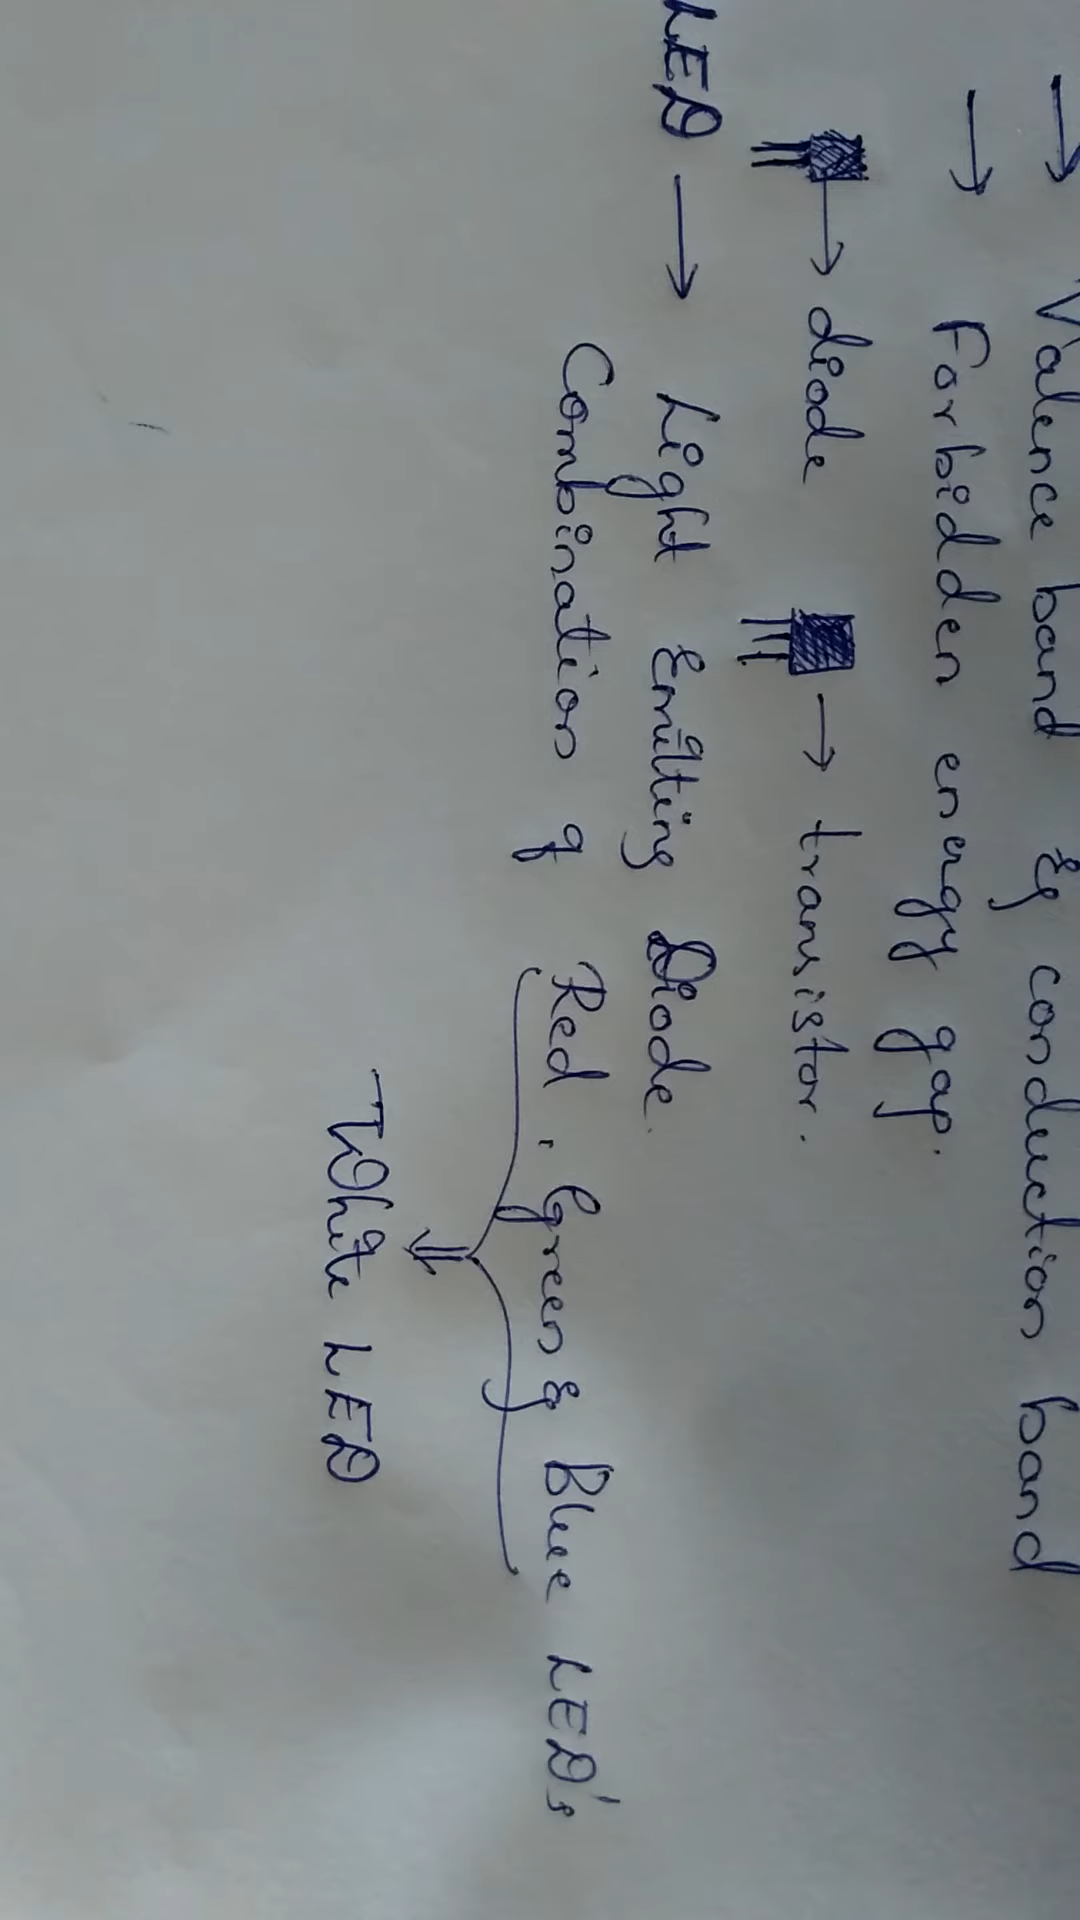 → Valence band & conduction band
→ Forbidden energy gap.
→ diode → transistor.
LED → Light Emitting Diode.
Combination of Red, Green & Blue LED's
⇓
White LED